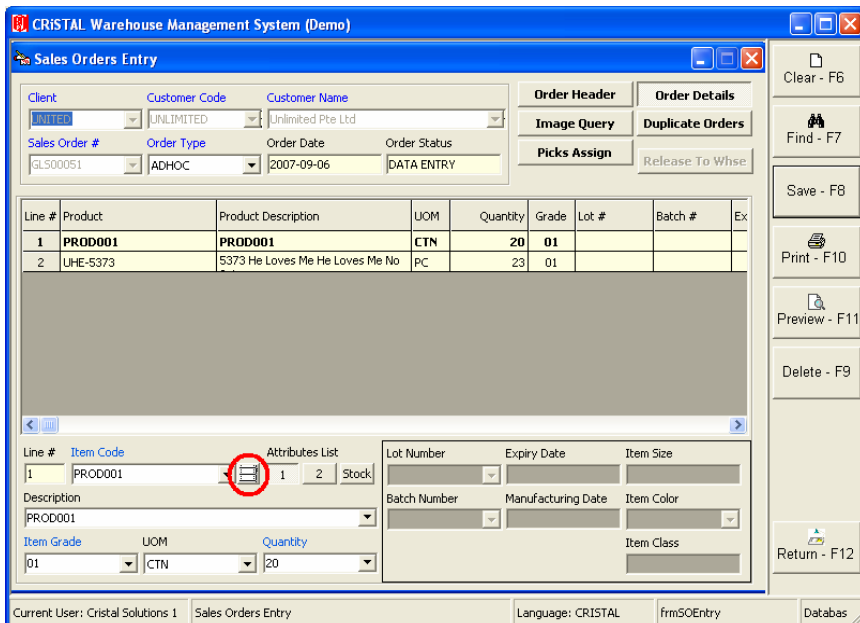 CRiSTAL Warehouse Management System (Demo)
Sales Orders Entry
Client Customer Code Customer Name
UNITED UNLIMITED Unlimited Pte Ltd
Sales Order # Order Type Order Date Order Status
GLS00051 ADHOC 2007-09-06 DATA ENTRY
Order Header Order Details
Image Query Duplicate Orders
Picks Assign Release To Whse
Line # Product Product Description UOM Quantity Grade Lot # Batch # Ex
1 PROD001 PROD001 CTN 20 01
2 UHE-5373 5373 He Loves Me He Loves Me No PC 23 01
Line # Item Code Attributes List
1 PROD001 1 2 Stock
Description
PROD001
Item Grade UOM Quantity
01 CTN 20
Lot Number Expiry Date Item Size
Batch Number Manufacturing Date Item Color
Item Class
Clear - F6
Find - F7
Save - F8
Print - F10
Preview - F11
Delete - F9
Return - F12
Current User: Cristal Solutions 1 Sales Orders Entry Language: CRISTAL frmSOEntry Databas